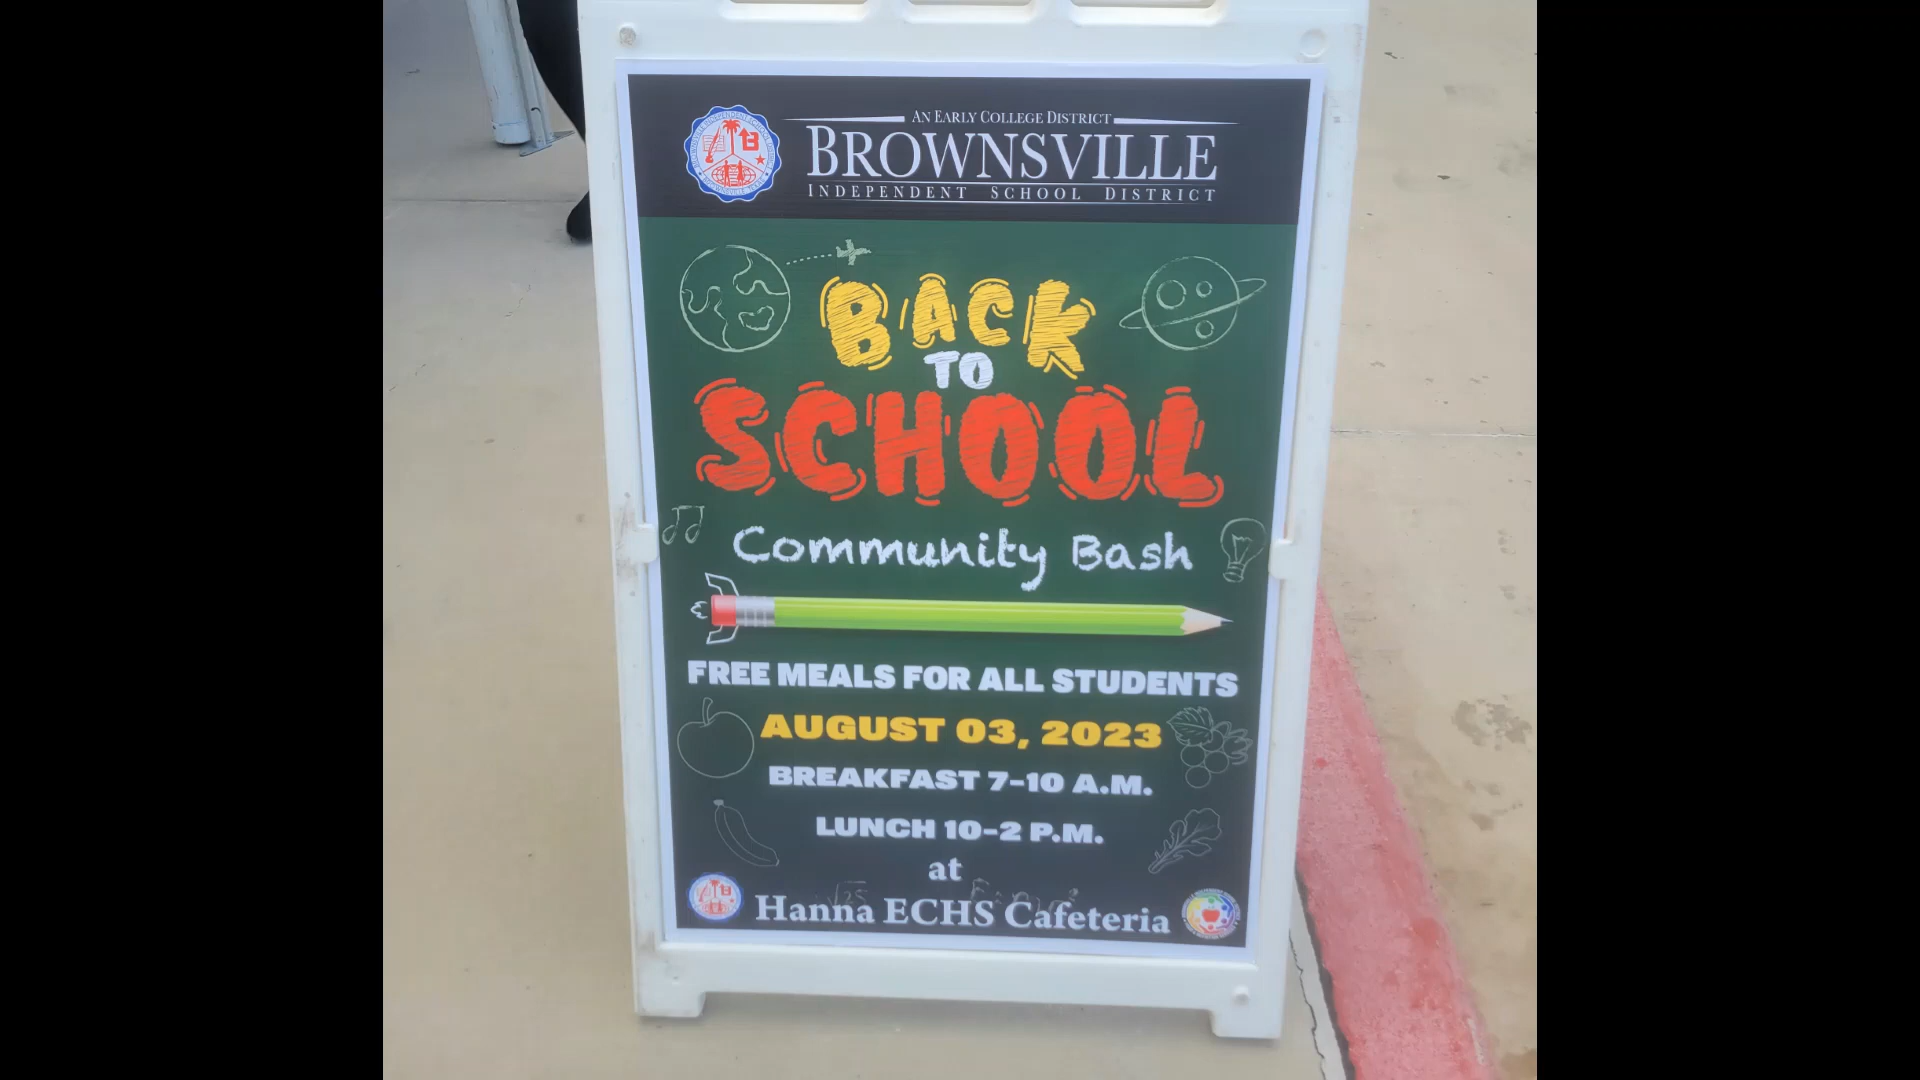 AN EARLY COLLEGE DISTRICT
BROWNSVILLE
INDEPENDENT SCHOOL DISTRICT
BACK
TO
SCHOOL
Community Bash
FREE MEALS FOR ALL STUDENTS
AUGUST 03, 2023
BREAKFAST 7-10 A.M.
LUNCH 10-2 P.M.
at
Hanna ECHS Cafeteria